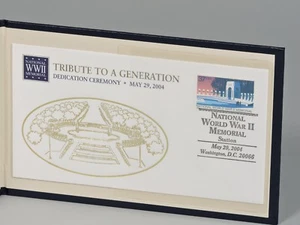 NATIONAL
WWII
MEMORIAL
TRIBUTE TO A GENERATION
DEDICATION CEREMONY • MAY 29, 2004
NATIONAL
WORLD WAR II
MEMORIAL
Station
May 29, 2004
Washington, D.C. 20066